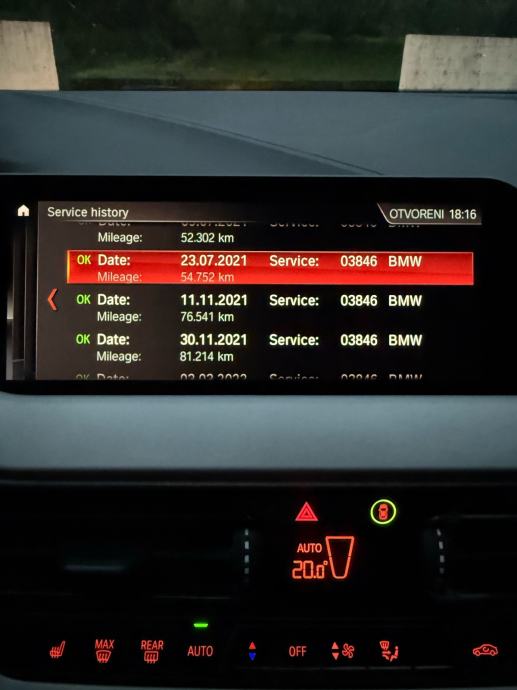 Service history
OTVORENI 18:16
Mileage: 52.302 km
OK Date: 23.07.2021 Service: 03846 BMW
Mileage: 54.752 km
OK Date: 11.11.2021 Service: 03846 BMW
Mileage: 76.541 km
OK Date: 30.11.2021 Service: 03846 BMW
Mileage: 81.214 km
AUTO
20.0°
MAX
REAR
AUTO
OFF